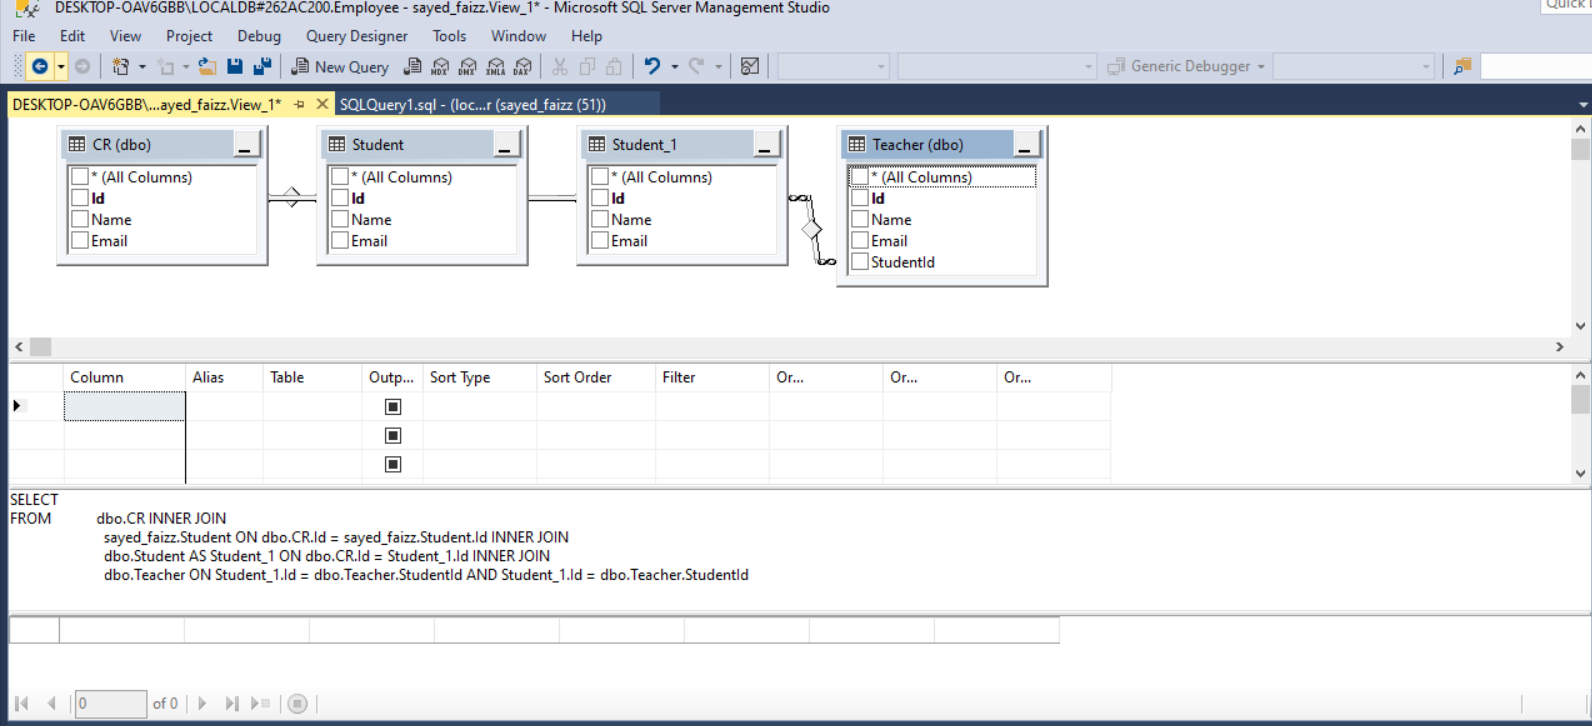 DESKTOP-OAV6GBB\LOCALDB#262AC200.Employee - sayed_faizz.View_1* - Microsoft SQL Server Management Studio
Quick
File Edit View Project Debug Query Designer Tools Window Help
New Query MDX DMX XMLA DAX Generic Debugger
DESKTOP-OAV6GBB\...ayed_faizz.View_1* SQLQuery1.sql - (loc...r (sayed_faizz (51))
CR (dbo)
* (All Columns)
Id
Name
Email
Student
* (All Columns)
Id
Name
Email
Student_1
* (All Columns)
Id
Name
Email
Teacher (dbo)
* (All Columns)
Id
Name
Email
StudentId
Column Alias Table Outp... Sort Type Sort Order Filter Or... Or... Or...
SELECT
FROM dbo.CR INNER JOIN
sayed_faizz.Student ON dbo.CR.Id = sayed_faizz.Student.Id INNER JOIN
dbo.Student AS Student_1 ON dbo.CR.Id = Student_1.Id INNER JOIN
dbo.Teacher ON Student_1.Id = dbo.Teacher.StudentId AND Student_1.Id = dbo.Teacher.StudentId
0 of 0